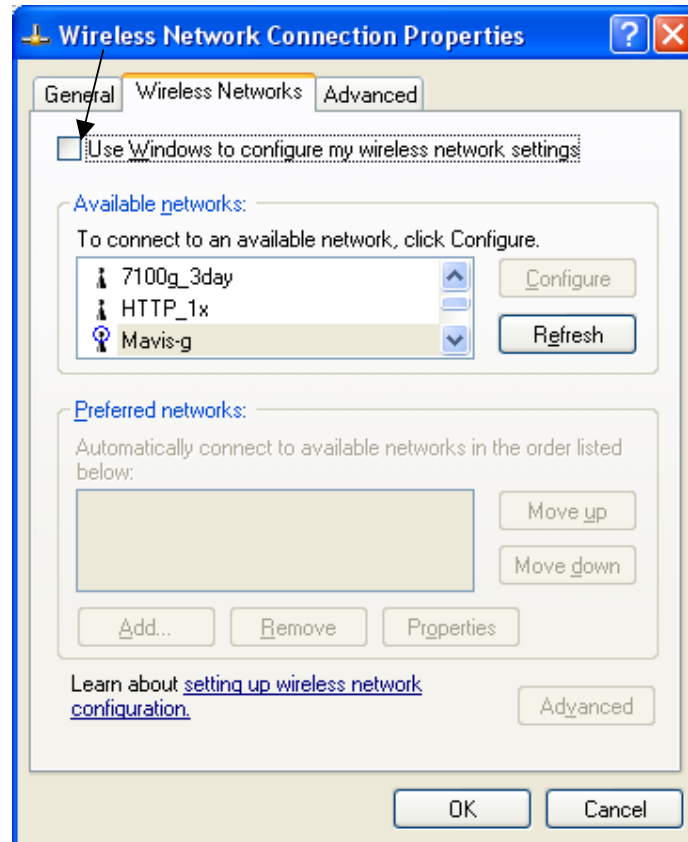 Wireless Network Connection Properties
General Wireless Networks Advanced
Use Windows to configure my wireless network settings
Available networks:
To connect to an available network, click Configure.
7100g_3day
HTTP_1x
Mavis-g
Configure
Refresh
Preferred networks:
Automatically connect to available networks in the order listed
below:
Move up
Move down
Add... Remove Properties
Learn about setting up wireless network
configuration.
Advanced
OK Cancel